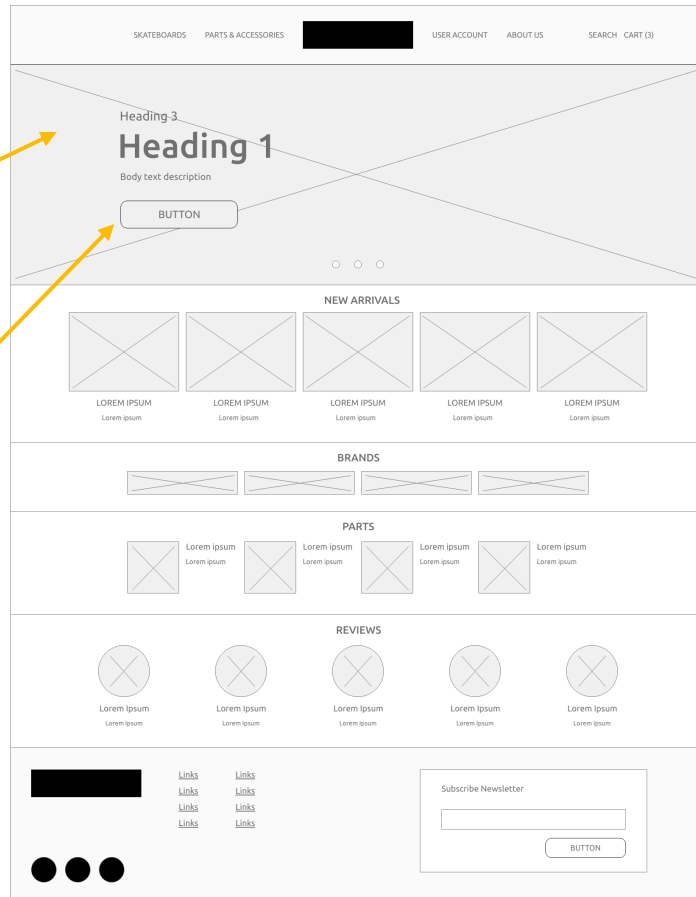 SKATEBOARDS PARTS & ACCESSORIES USER ACCOUNT ABOUT US SEARCH CART (3)
Heading 3
Heading 1
Body text description
BUTTON
NEW ARRIVALS
LOREM IPSUM LOREM IPSUM LOREM IPSUM LOREM IPSUM LOREM IPSUM
Lorem ipsum Lorem ipsum Lorem ipsum Lorem ipsum Lorem ipsum
BRANDS
PARTS
Lorem ipsum Lorem ipsum Lorem ipsum Lorem ipsum
Lorem ipsum Lorem ipsum Lorem ipsum Lorem ipsum
REVIEWS
Lorem Ipsum Lorem Ipsum Lorem Ipsum Lorem Ipsum Lorem Ipsum
Lorem Ipsum Lorem Ipsum Lorem Ipsum Lorem Ipsum Lorem Ipsum
Links Links
Links Links
Links Links
Links Links
Subscribe Newsletter
BUTTON